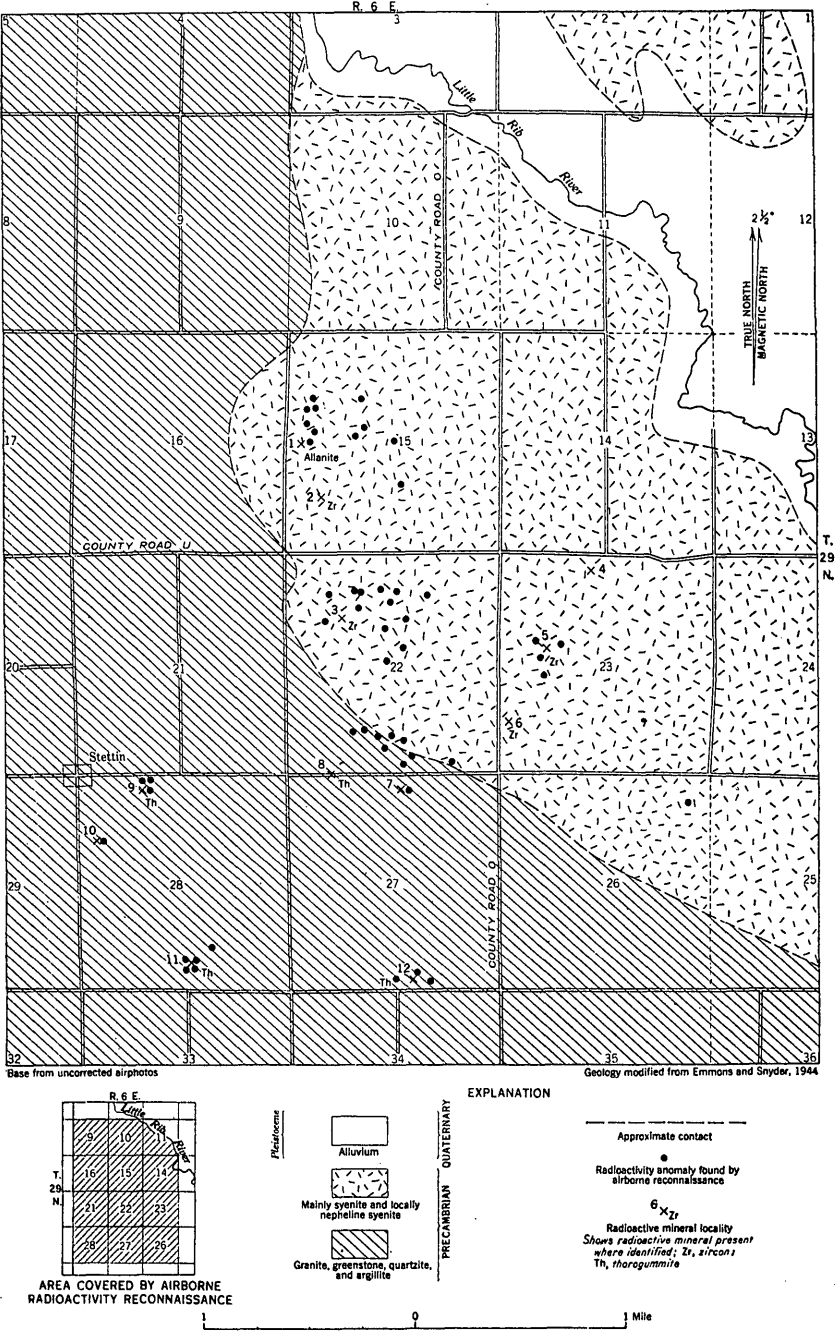 R. 6 E.
5 4 3 2 1
Little
Rib
River
COUNTY ROAD O
8 9 10 11 12
2 ½°
TRUE NORTH
MAGNETIC NORTH
17 16 15 14 13
1
Allanite
2
Zr
COUNTY ROAD U
T.
29
N.
4
3
Zr
5
Zr
20 21 22 23 24
6
Zr
Stettin
8
Th
7
9
Th
10
29 28 27 26 25
COUNTY ROAD O
11
Th
12
Th
32 33 34 35 36
Base from uncorrected airphotos
Geology modified from Emmons and Snyder, 1944
R. 6 E.
Little
Rib
River
9 10 11
16 15 14
T.
29
N.
21 22 23
28 27 26
AREA COVERED BY AIRBORNE
RADIOACTIVITY RECONNAISSANCE
EXPLANATION
Pleistocene
QUATERNARY
Alluvium
PRECAMBRIAN
Mainly syenite and locally
nepheline syenite
Granite, greenstone, quartzite,
and argillite
Approximate contact
Radioactivity anomaly found by
airborne reconnaissance
6
Zr
Radioactive mineral locality
Shows radioactive mineral present
where identified; Zr, zircon;
Th, thorogummite
1 0 1 Mile